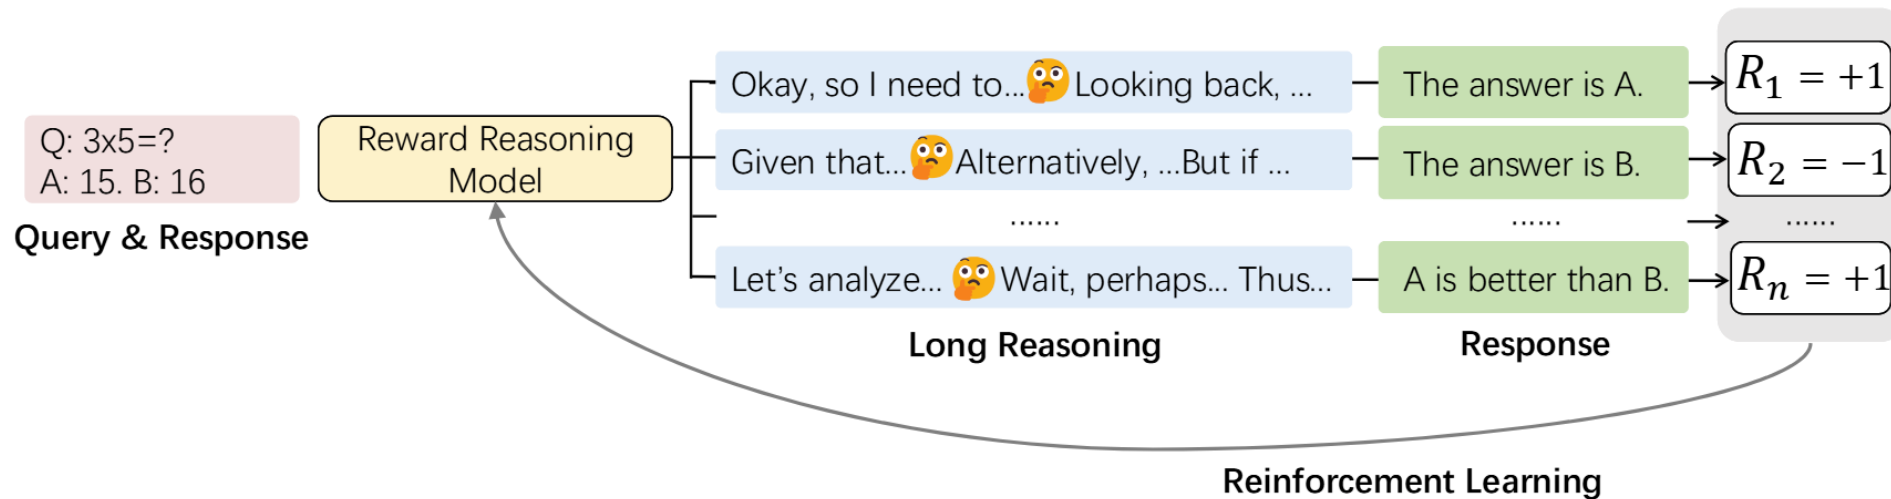 Q: 3x5=?
A: 15. B: 16
Query & Response
Reward Reasoning
Model
Okay, so I need to...🤔Looking back, ...
The answer is A.
R₁ = +1
Given that...🤔Alternatively, ...But if ...
The answer is B.
R₂ = −1
......
......
......
Let's analyze... 🤔 Wait, perhaps... Thus...
A is better than B.
Rₙ = +1
Long Reasoning
Response
Reinforcement Learning